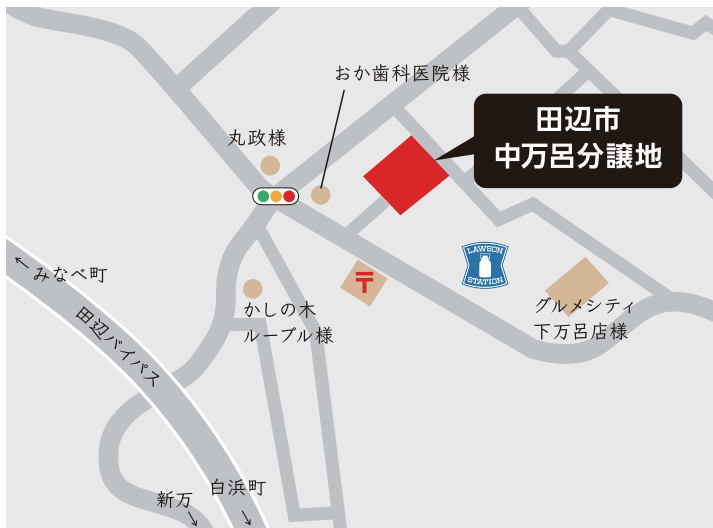 おか歯科医院様
田辺市
中万呂分譲地
丸政様
LAWSON
STATION
〒
みなべ町
かしの木
ルーブル様
グルメシティ
下万呂店様
田辺バイパス
新万
白浜町